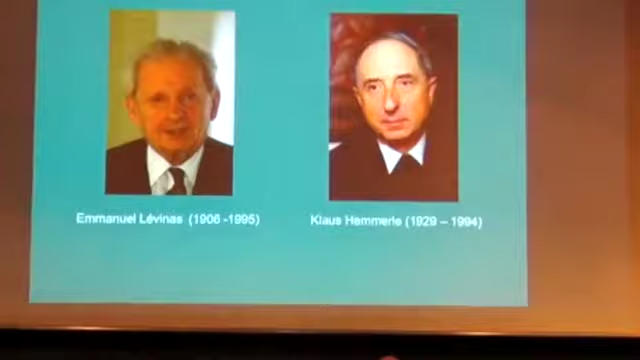 Emmanuel Lévinas (1906 -1995)
Klaus Hemmerle (1929 – 1994)